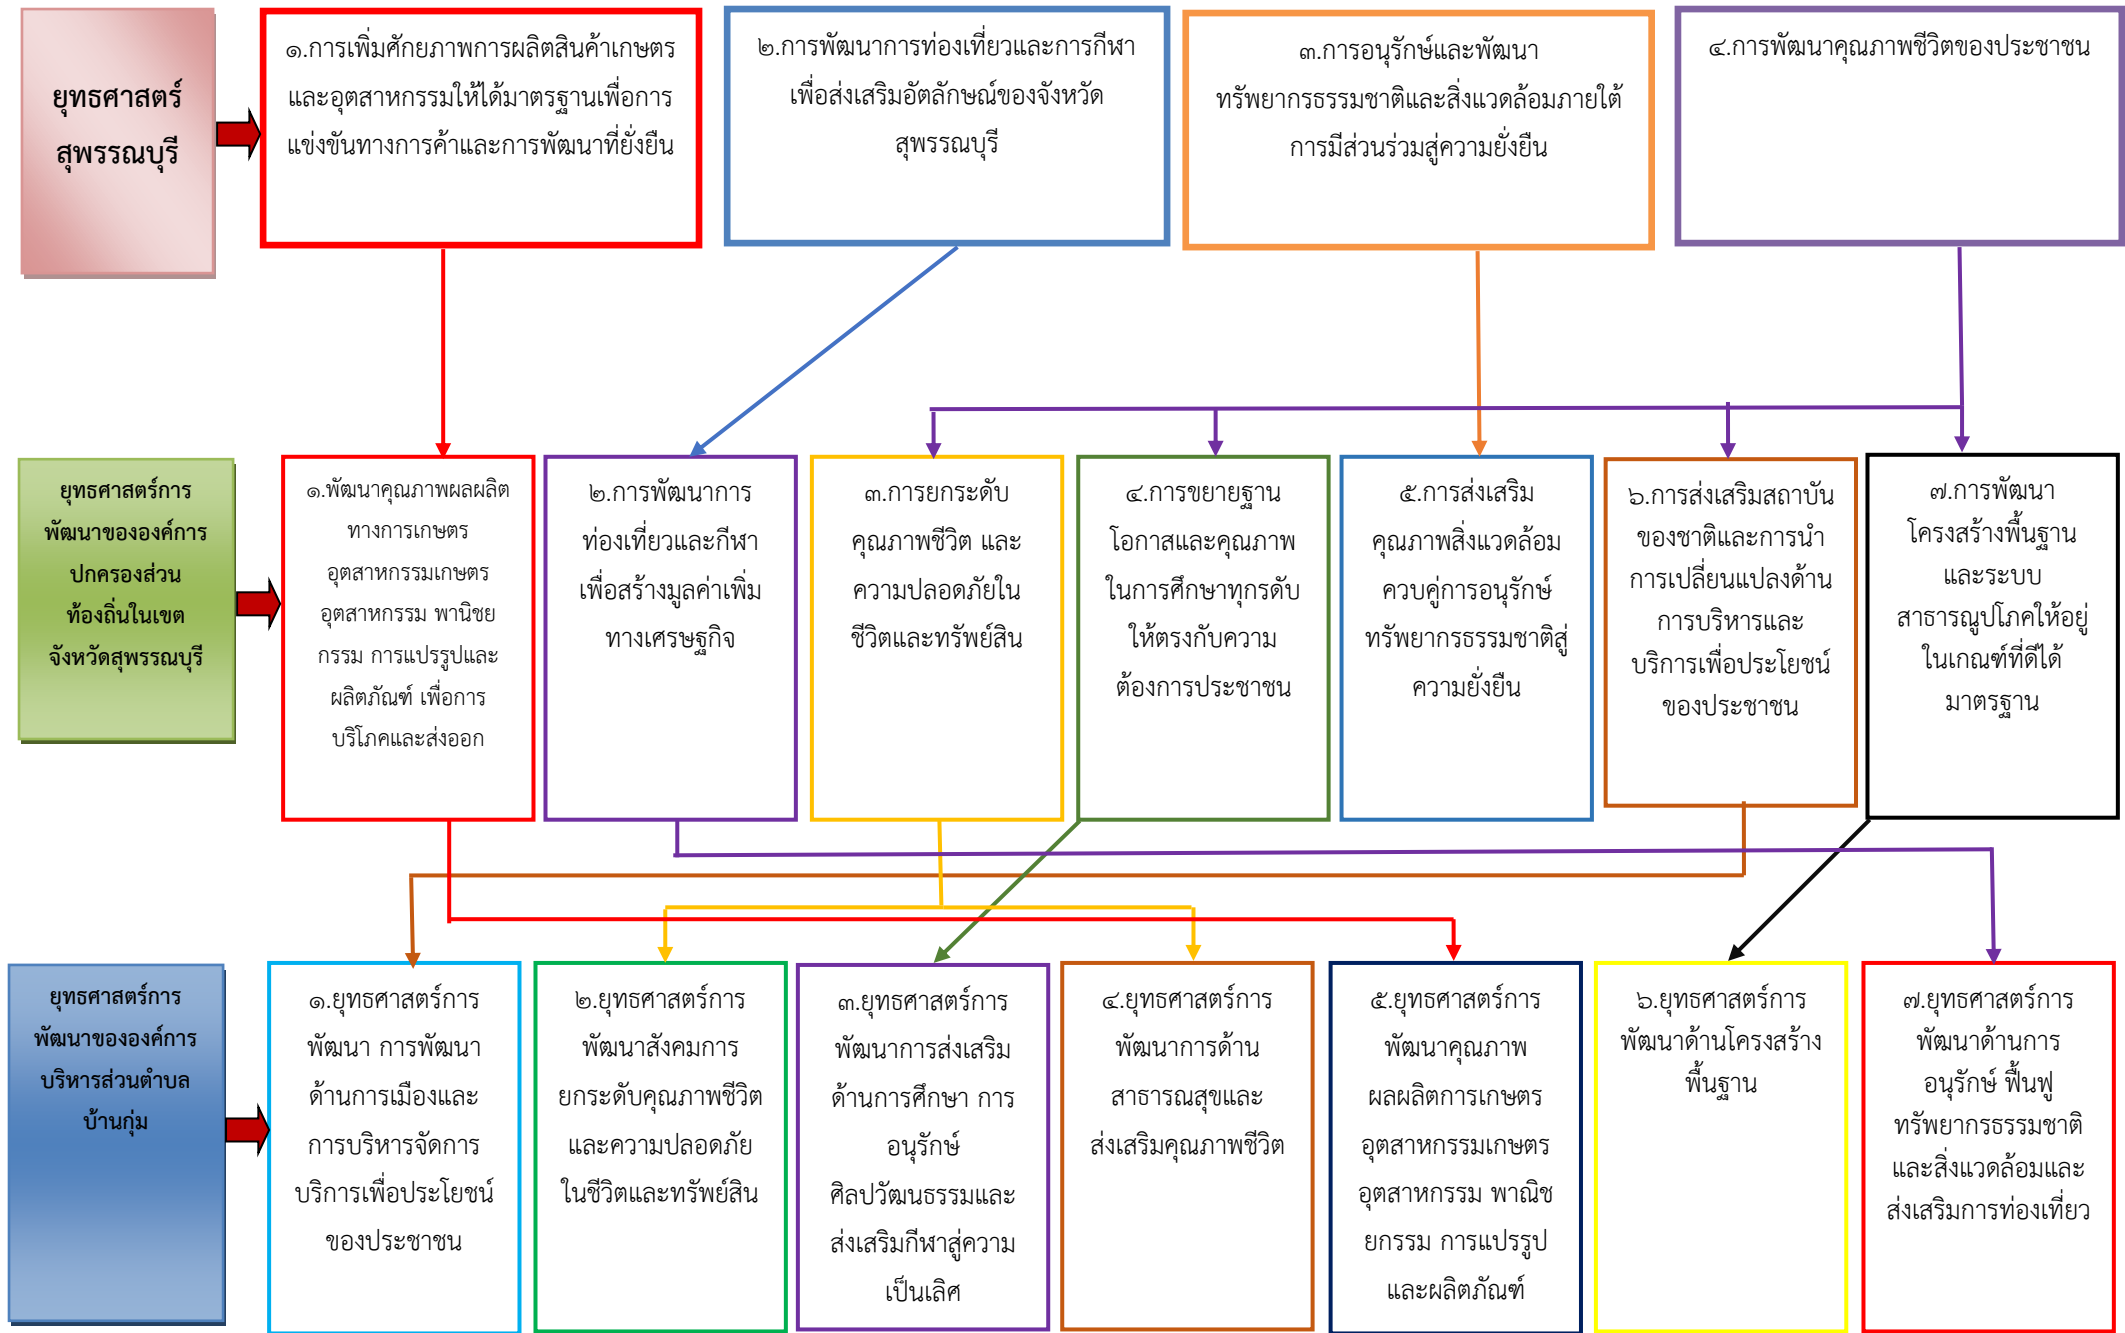 ยุทธศาสตร์
สุพรรณบุรี
๑.การเพิ่มศักยภาพการผลิตสินค้าเกษตร
และอุตสาหกรรมให้ได้มาตรฐานเพื่อการ
แข่งขันทางการค้าและการพัฒนาที่ยั่งยืน
๒.การพัฒนาการท่องเที่ยวและการกีฬา
เพื่อส่งเสริมอัตลักษณ์ของจังหวัด
สุพรรณบุรี
๓.การอนุรักษ์และพัฒนา
ทรัพยากรธรรมชาติและสิ่งแวดล้อมภายใต้
การมีส่วนร่วมสู่ความยั่งยืน
๔.การพัฒนาคุณภาพชีวิตของประชาชน
ยุทธศาสตร์การ
พัฒนาขององค์การ
ปกครองส่วน
ท้องถิ่นในเขต
จังหวัดสุพรรณบุรี
๑.พัฒนาคุณภาพผลผลิต
ทางการเกษตร
อุตสาหกรรมเกษตร
อุตสาหกรรม พานิชย
กรรม การแปรรูปและ
ผลิตภัณฑ์ เพื่อการ
บริโภคและส่งออก
๒.การพัฒนาการ
ท่องเที่ยวและกีฬา
เพื่อสร้างมูลค่าเพิ่ม
ทางเศรษฐกิจ
๓.การยกระดับ
คุณภาพชีวิต และ
ความปลอดภัยใน
ชีวิตและทรัพย์สิน
๔.การขยายฐาน
โอกาสและคุณภาพ
ในการศึกษาทุกรดับ
ให้ตรงกับความ
ต้องการประชาชน
๕.การส่งเสริม
คุณภาพสิ่งแวดล้อม
ควบคู่การอนุรักษ์
ทรัพยากรธรรมชาติสู่
ความยั่งยืน
๖.การส่งเสริมสถาบัน
ของชาติและการนำ
การเปลี่ยนแปลงด้าน
การบริหารและ
บริการเพื่อประโยชน์
ของประชาชน
๗.การพัฒนา
โครงสร้างพื้นฐาน
และระบบ
สาธารณูปโภคให้อยู่
ในเกณฑ์ที่ดีได้
มาตรฐาน
ยุทธศาสตร์การ
พัฒนาขององค์การ
บริหารส่วนตำบล
บ้านกุ่ม
๑.ยุทธศาสตร์การ
พัฒนา การพัฒนา
ด้านการเมืองและ
การบริหารจัดการ
บริการเพื่อประโยชน์
ของประชาชน
๒.ยุทธศาสตร์การ
พัฒนาสังคมการ
ยกระดับคุณภาพชีวิต
และความปลอดภัย
ในชีวิตและทรัพย์สิน
๓.ยุทธศาสตร์การ
พัฒนาการส่งเสริม
ด้านการศึกษา การ
อนุรักษ์
ศิลปวัฒนธรรมและ
ส่งเสริมกีฬาสู่ความ
เป็นเลิศ
๔.ยุทธศาสตร์การ
พัฒนาการด้าน
สาธารณสุขและ
ส่งเสริมคุณภาพชีวิต
๕.ยุทธศาสตร์การ
พัฒนาคุณภาพ
ผลผลิตการเกษตร
อุตสาหกรรมเกษตร
อุตสาหกรรม พาณิช
ยกรรม การแปรรูป
และผลิตภัณฑ์
๖.ยุทธศาสตร์การ
พัฒนาด้านโครงสร้าง
พื้นฐาน
๗.ยุทธศาสตร์การ
พัฒนาด้านการ
อนุรักษ์ ฟื้นฟู
ทรัพยากรธรรมชาติ
และสิ่งแวดล้อมและ
ส่งเสริมการท่องเที่ยว